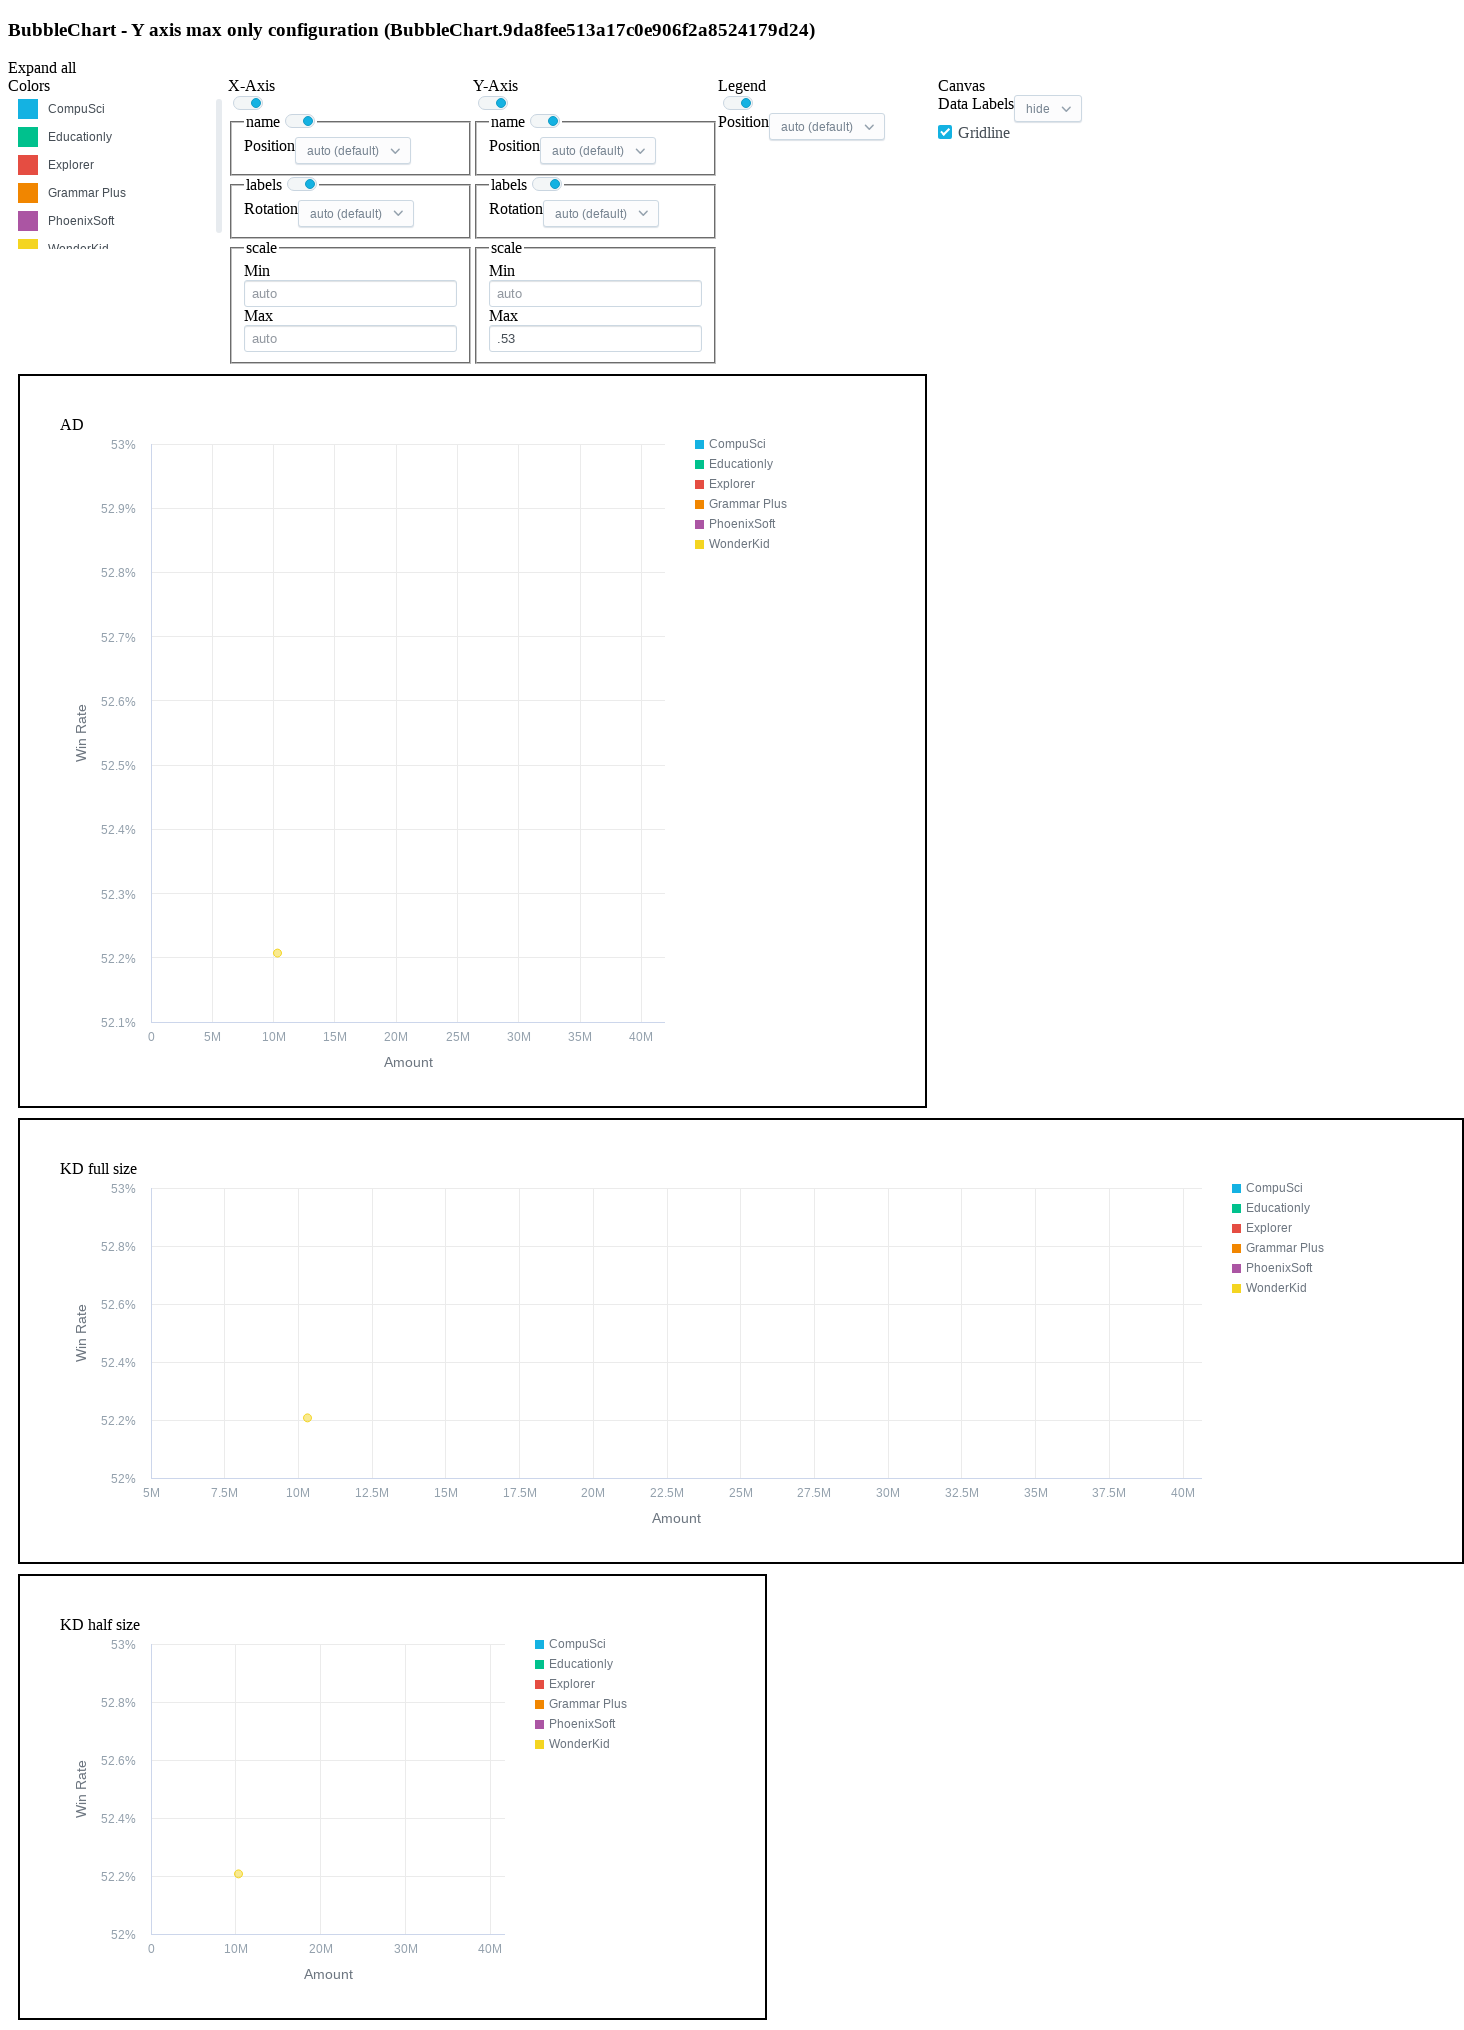 BubbleChart - Y axis max only configuration (BubbleChart.9da8fee513a17c0e906f2a8524179d24)
Expand all
Colors
CompuSci
Educationly
Explorer
Grammar Plus
PhoenixSoft
WonderKid
X-Axis
name
Position auto (default)
labels
Rotation auto (default)
scale
Min
auto
Max
auto
Y-Axis
name
Position auto (default)
labels
Rotation auto (default)
scale
Min
auto
Max
.53
Legend
Position auto (default)
Canvas
Data Labels hide
Gridline
AD
53%
52.9%
52.8%
52.7%
52.6%
52.5%
52.4%
52.3%
52.2%
52.1%
Win Rate
0 5M 10M 15M 20M 25M 30M 35M 40M
Amount
CompuSci
Educationly
Explorer
Grammar Plus
PhoenixSoft
WonderKid
KD full size
53%
52.8%
52.6%
52.4%
52.2%
52%
Win Rate
5M 7.5M 10M 12.5M 15M 17.5M 20M 22.5M 25M 27.5M 30M 32.5M 35M 37.5M 40M
Amount
CompuSci
Educationly
Explorer
Grammar Plus
PhoenixSoft
WonderKid
KD half size
53%
52.8%
52.6%
52.4%
52.2%
52%
Win Rate
0 10M 20M 30M 40M
Amount
CompuSci
Educationly
Explorer
Grammar Plus
PhoenixSoft
WonderKid